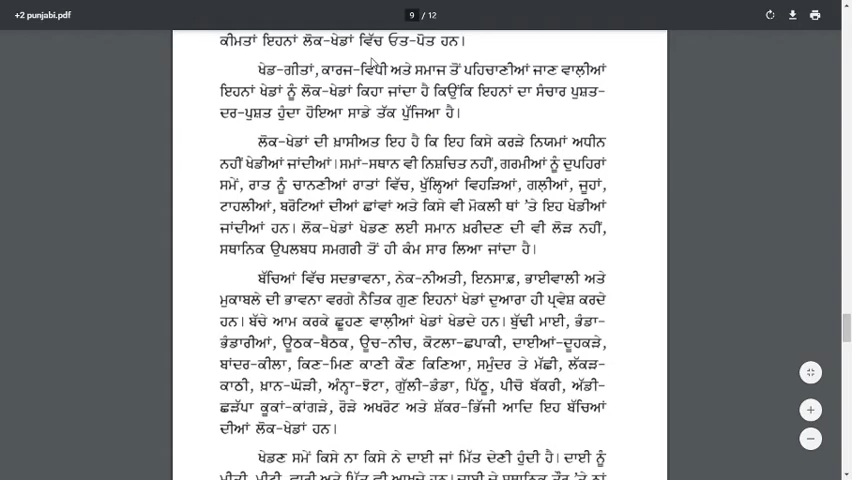 +2 punjabi.pdf
9 / 12
ਕੀਮਤਾਂ ਇਹਨਾਂ ਲੋਕ-ਖੇਡਾਂ ਵਿੱਚ ਓਤ-ਪੋਤ ਹਨ।
ਖੇਡ-ਗੀਤਾਂ, ਕਾਰਜ-ਵਿਧੀ ਅਤੇ ਸਮਾਜ ਤੋਂ ਪਹਿਚਾਣੀਆਂ ਜਾਣ ਵਾਲ਼ੀਆਂ
ਇਹਨਾਂ ਖੇਡਾਂ ਨੂੰ ਲੋਕ-ਖੇਡਾਂ ਕਿਹਾ ਜਾਂਦਾ ਹੈ ਕਿਉਂਕਿ ਇਹਨਾਂ ਦਾ ਸੰਚਾਰ ਪੁਸ਼ਤ-
ਦਰ-ਪੁਸ਼ਤ ਹੁੰਦਾ ਹੋਇਆ ਸਾਡੇ ਤੱਕ ਪੁੱਜਿਆ ਹੈ।
ਲੋਕ-ਖੇਡਾਂ ਦੀ ਖ਼ਾਸੀਅਤ ਇਹ ਹੈ ਕਿ ਇਹ ਕਿਸੇ ਕਰੜੇ ਨਿਯਮਾਂ ਅਧੀਨ
ਨਹੀਂ ਖੇਡੀਆਂ ਜਾਂਦੀਆਂ। ਸਮਾਂ-ਸਥਾਨ ਵੀ ਨਿਸ਼ਚਿਤ ਨਹੀਂ, ਗਰਮੀਆਂ ਨੂੰ ਦੁਪਹਿਰਾਂ
ਸਮੇਂ, ਰਾਤ ਨੂੰ ਚਾਨਣੀਆਂ ਰਾਤਾਂ ਵਿੱਚ, ਖੁੱਲ੍ਹਿਆਂ ਵਿਹੜਿਆਂ, ਗਲ਼ੀਆਂ, ਜੂਹਾਂ,
ਟਾਹਲੀਆਂ, ਬਰੋਟਿਆਂ ਦੀਆਂ ਛਾਂਵਾਂ ਅਤੇ ਕਿਸੇ ਵੀ ਮੋਕਲੀ ਥਾਂ 'ਤੇ ਇਹ ਖੇਡੀਆਂ
ਜਾਂਦੀਆਂ ਹਨ। ਲੋਕ-ਖੇਡਾਂ ਖੇਡਣ ਲਈ ਸਮਾਨ ਖ਼ਰੀਦਣ ਦੀ ਵੀ ਲੋੜ ਨਹੀਂ,
ਸਥਾਨਿਕ ਉਪਲਬਧ ਸਮਗਰੀ ਤੋਂ ਹੀ ਕੰਮ ਸਾਰ ਲਿਆ ਜਾਂਦਾ ਹੈ।
ਬੱਚਿਆਂ ਵਿੱਚ ਸਦਭਾਵਨਾ, ਨੇਕ-ਨੀਅਤੀ, ਇਨਸਾਫ਼, ਭਾਈਵਾਲੀ ਅਤੇ
ਮੁਕਾਬਲੇ ਦੀ ਭਾਵਨਾ ਵਰਗੇ ਨੈਤਿਕ ਗੁਣ ਇਹਨਾਂ ਖੇਡਾਂ ਦੁਆਰਾ ਹੀ ਪ੍ਰਵੇਸ਼ ਕਰਦੇ
ਹਨ। ਬੱਚੇ ਆਮ ਕਰਕੇ ਛੂਹਣ ਵਾਲ਼ੀਆਂ ਖੇਡਾਂ ਖੇਡਦੇ ਹਨ। ਬੁੱਢੀ ਮਾਈ, ਭੰਡਾ-
ਭੰਡਾਰੀਆਂ, ਊਠਕ-ਬੈਠਕ, ਊਚ-ਨੀਚ, ਕੋਟਲਾ-ਛਪਾਕੀ, ਦਾਈਆਂ-ਦੂਹਕੜੇ,
ਬਾਂਦਰ-ਕੀਲਾ, ਕਿਣ-ਮਿਣ ਕਾਣੀ ਕੌਣ ਕਿਣਿਆ, ਸਮੁੰਦਰ ਤੇ ਮੱਛੀ, ਲੱਕੜ-
ਕਾਠੀ, ਖ਼ਾਨ-ਘੋੜੀ, ਅੰਨ੍ਹਾ-ਝੋਟਾ, ਗੁੱਲੀ-ਡੰਡਾ, ਪਿੱਠੂ, ਪੀਚੋ ਬੱਕਰੀ, ਅੱਡੀ-
ਛੜੱਪਾ ਕੂਕਾਂ-ਕਾਂਗੜੇ, ਰੋੜੇ ਅਖਰੋਟ ਅਤੇ ਸ਼ੱਕਰ-ਭਿੱਜੀ ਆਦਿ ਇਹ ਬੱਚਿਆਂ
ਦੀਆਂ ਲੋਕ-ਖੇਡਾਂ ਹਨ।
ਖੇਡਣ ਸਮੇਂ ਕਿਸੇ ਨਾ ਕਿਸੇ ਨੇ ਦਾਈ ਜਾਂ ਮਿੱਤ ਦੇਣੀ ਹੁੰਦੀ ਹੈ। ਦਾਈ ਨੂੰ
ਮੀਤੀ, ਮੀਟੀ, ਵਾਰੀ ਅਤੇ ਪਿੱਤ ਵੀ ਆਖਦੇ ਹਨ। ਦਾਈ ਦੇ ਸਥਾਨਿਕ ਤੌਰ 'ਤੇ ਨਾਂ